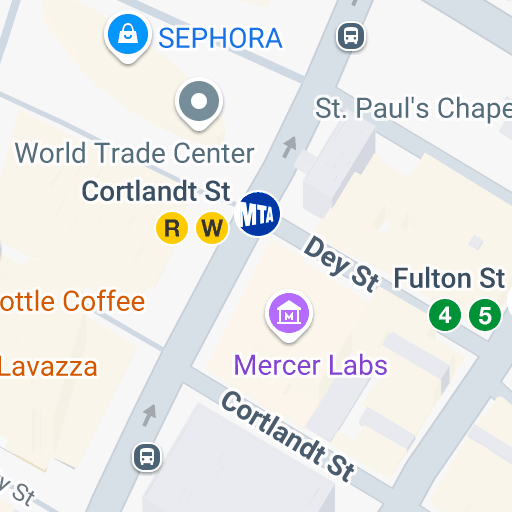 SEPHORA
St. Paul's Chape
World Trade Center
Cortlandt St
R W
MTA
Dey St
Fulton St
4 5
ottle Coffee
Mercer Labs
Lavazza
Cortlandt St
y St